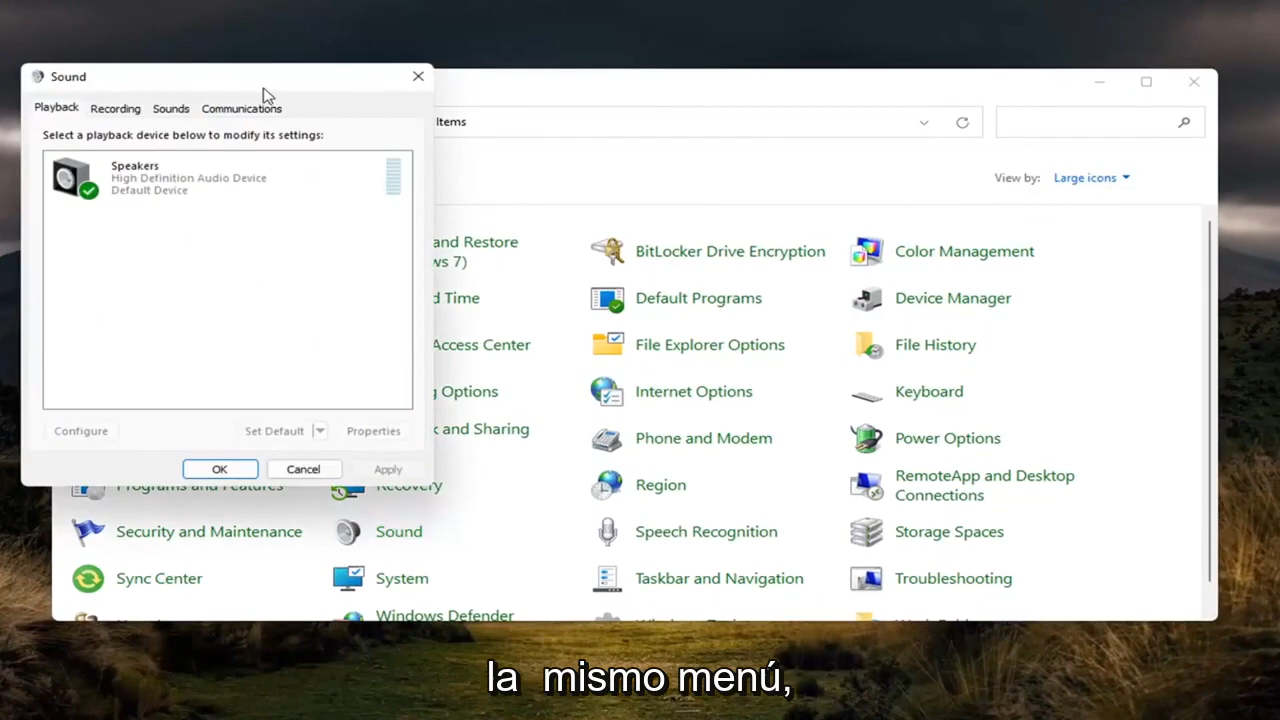 Sound
Playback
Recording
Sounds
Communications
Select a playback device below to modify its settings:
Speakers
High Definition Audio Device
Default Device
Configure
Set Default
Properties
OK
Cancel
Apply
Items
View by:
Large icons
and Restore
ws 7)
BitLocker Drive Encryption
Color Management
d Time
Default Programs
Device Manager
Access Center
File Explorer Options
File History
g Options
Internet Options
Keyboard
k and Sharing
Phone and Modem
Power Options
Programs and Features
Recovery
Region
RemoteApp and Desktop
Connections
Security and Maintenance
Sound
Speech Recognition
Storage Spaces
Sync Center
System
Taskbar and Navigation
Troubleshooting
Windows Defender
la mismo menú,